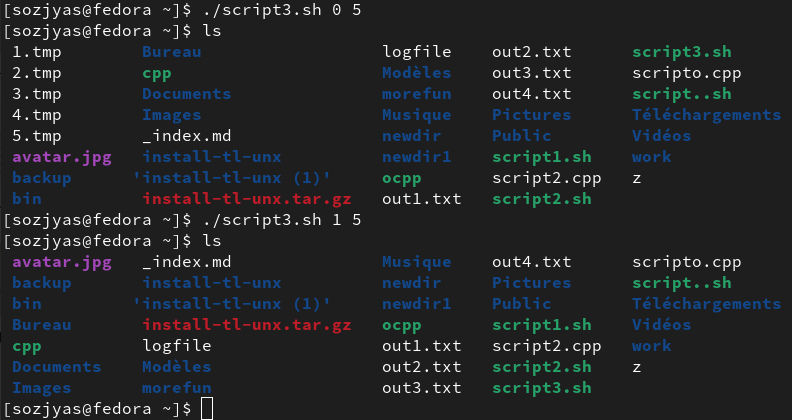 [sozjyas@fedora ~]$ ./script3.sh 0 5
[sozjyas@fedora ~]$ ls
1.tmp Bureau logfile out2.txt script3.sh
2.tmp cpp Modèles out3.txt scripto.cpp
3.tmp Documents morefun out4.txt script..sh
4.tmp Images Musique Pictures Téléchargements
5.tmp _index.md newdir Public Vidéos
avatar.jpg install-tl-unx newdir1 script1.sh work
backup 'install-tl-unx (1)' ocpp script2.cpp z
bin install-tl-unx.tar.gz out1.txt script2.sh
[sozjyas@fedora ~]$ ./script3.sh 1 5
[sozjyas@fedora ~]$ ls
avatar.jpg _index.md Musique out4.txt scripto.cpp
backup install-tl-unx newdir Pictures script..sh
bin 'install-tl-unx (1)' newdir1 Public Téléchargements
Bureau install-tl-unx.tar.gz ocpp script1.sh Vidéos
cpp logfile out1.txt script2.cpp work
Documents Modèles out2.txt script2.sh z
Images morefun out3.txt script3.sh
[sozjyas@fedora ~]$